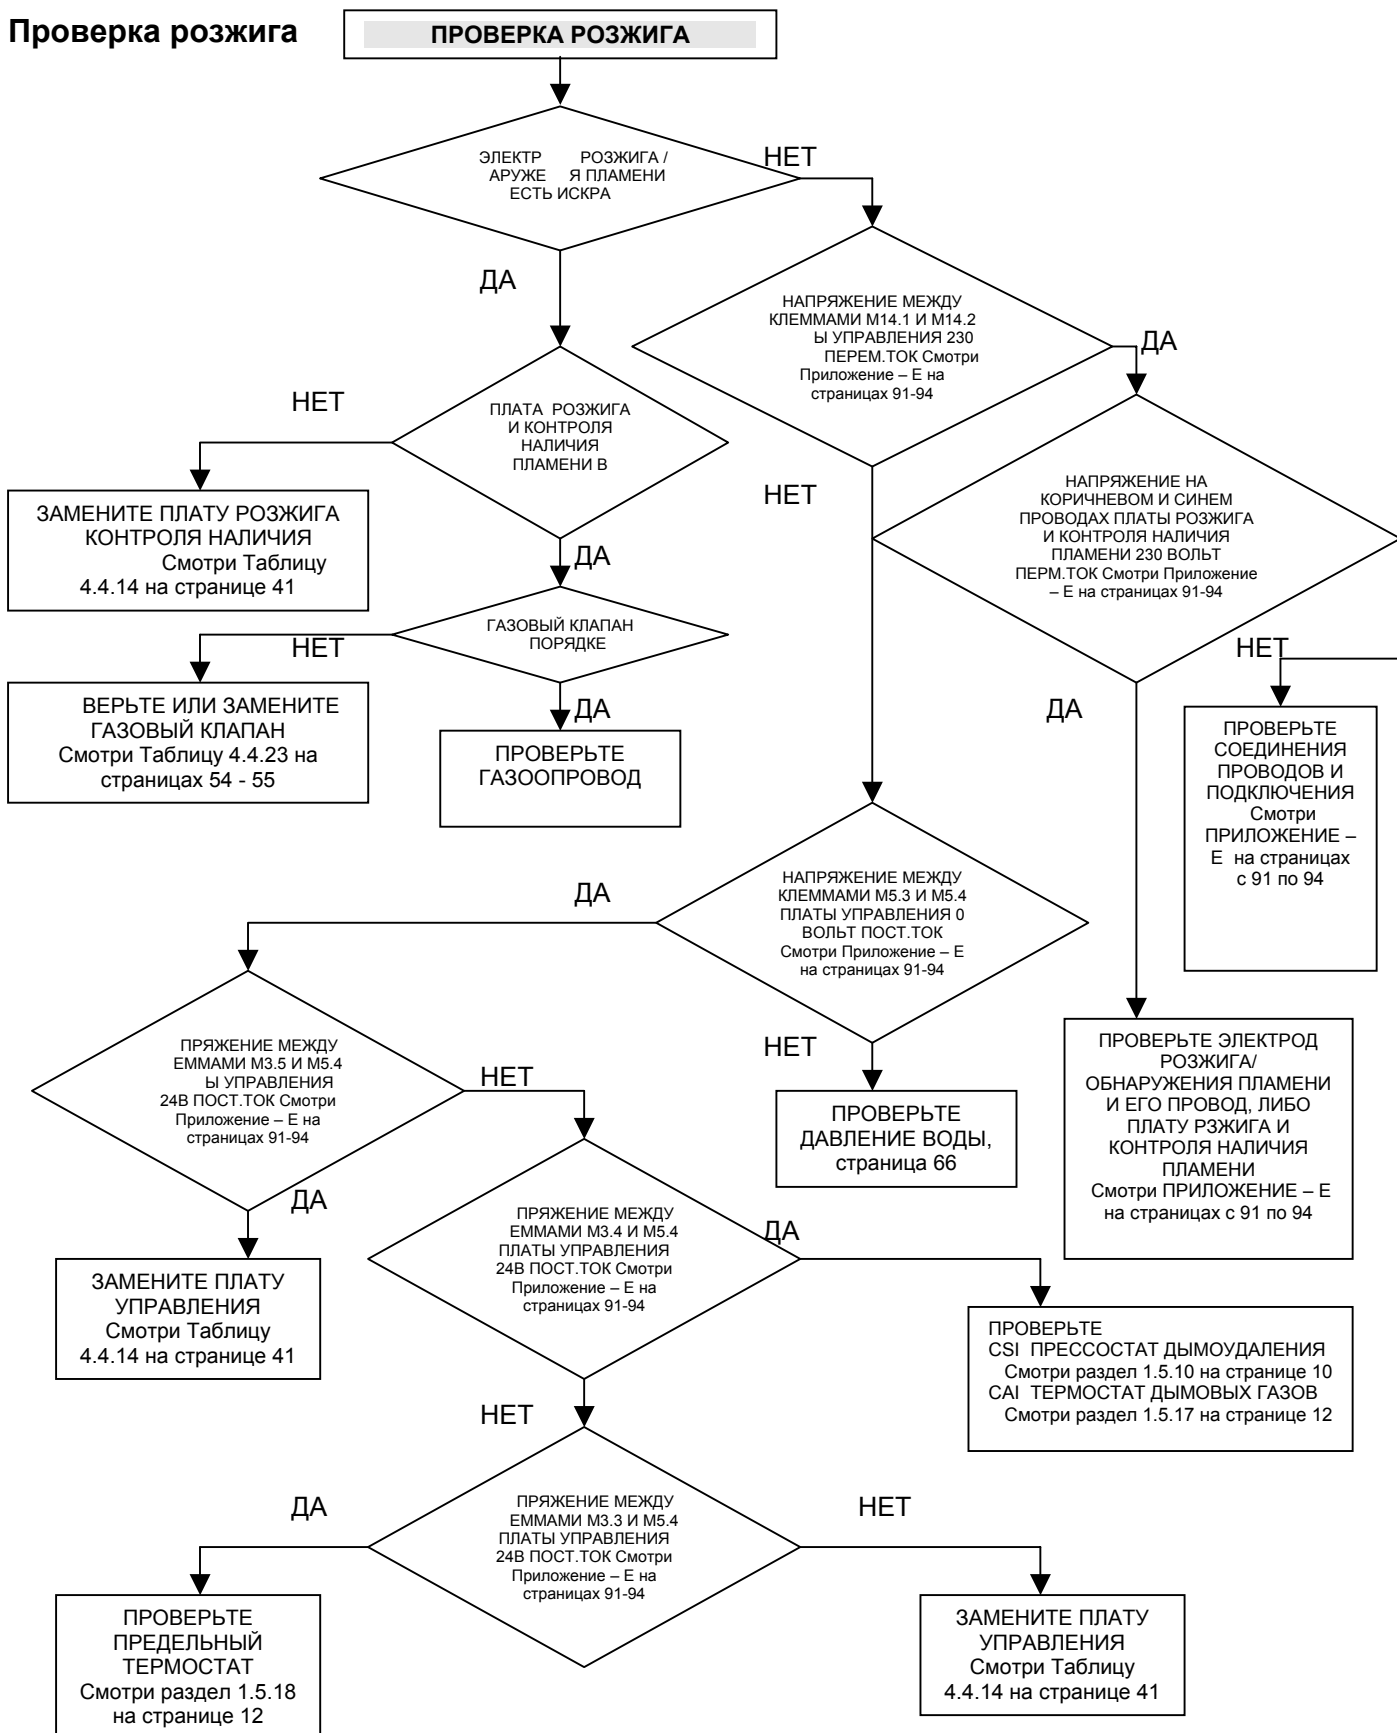 Проверка розжига
ПРОВЕРКА РОЗЖИГА
ЭЛЕКТР РОЗЖИГА /
АРУЖЕ Я ПЛАМЕНИ
ЕСТЬ ИСКРА
НЕТ
ДА
НАПРЯЖЕНИЕ МЕЖДУ
КЛЕММАМИ М14.1 И М14.2
Ы УПРАВЛЕНИЯ 230
ПЕРЕМ.ТОК Смотри
Приложение – Е на
страницах 91-94
ДА
НЕТ
ПЛАТА РОЗЖИГА
И КОНТРОЛЯ
НАЛИЧИЯ
ПЛАМЕНИ В
НЕТ
НАПРЯЖЕНИЕ НА
КОРИЧНЕВОМ И СИНЕМ
ПРОВОДАХ ПЛАТЫ РОЗЖИГА
И КОНТРОЛЯ НАЛИЧИЯ
ПЛАМЕНИ 230 ВОЛЬТ
ПЕРМ.ТОК Смотри Приложение
– Е на страницах 91-94
ЗАМЕНИТЕ ПЛАТУ РОЗЖИГА
КОНТРОЛЯ НАЛИЧИЯ
Смотри Таблицу
4.4.14 на странице 41
ДА
ГАЗОВЫЙ КЛАПАН
ПОРЯДКЕ
НЕТ
НЕТ
ВЕРЬТЕ ИЛИ ЗАМЕНИТЕ
ГАЗОВЫЙ КЛАПАН
Смотри Таблицу 4.4.23 на
страницах 54 - 55
ДА
ДА
ПРОВЕРЬТЕ
ГАЗООПРОВОД
ПРОВЕРЬТЕ
СОЕДИНЕНИЯ
ПРОВОДОВ И
ПОДКЛЮЧЕНИЯ
Смотри
ПРИЛОЖЕНИЕ –
Е на страницах
с 91 по 94
ДА
НАПРЯЖЕНИЕ МЕЖДУ
КЛЕММАМИ М5.3 И М5.4
ПЛАТЫ УПРАВЛЕНИЯ 0
ВОЛЬТ ПОСТ.ТОК
Смотри Приложение – Е
на страницах 91-94
НЕТ
ПРЯЖЕНИЕ МЕЖДУ
ЕММАМИ М3.5 И М5.4
Ы УПРАВЛЕНИЯ
24В ПОСТ.ТОК Смотри
Приложение – Е на
страницах 91-94
НЕТ
ПРОВЕРЬТЕ
ДАВЛЕНИЕ ВОДЫ,
страница 66
ПРОВЕРЬТЕ ЭЛЕКТРОД
РОЗЖИГА/
ОБНАРУЖЕНИЯ ПЛАМЕНИ
И ЕГО ПРОВОД, ЛИБО
ПЛАТУ РЗЖИГА И
КОНТРОЛЯ НАЛИЧИЯ
ПЛАМЕНИ
Смотри ПРИЛОЖЕНИЕ – Е
на страницах с 91 по 94
ДА
ПРЯЖЕНИЕ МЕЖДУ
ЕММАМИ М3.4 И М5.4
ПЛАТЫ УПРАВЛЕНИЯ
24В ПОСТ.ТОК Смотри
Приложение – Е на
страницах 91-94
ДА
ЗАМЕНИТЕ ПЛАТУ
УПРАВЛЕНИЯ
Смотри Таблицу
4.4.14 на странице 41
ПРОВЕРЬТЕ
CSI ПРЕССОСТАТ ДЫМОУДАЛЕНИЯ
Смотри раздел 1.5.10 на странице 10
CAI ТЕРМОСТАТ ДЫМОВЫХ ГАЗОВ
Смотри раздел 1.5.17 на странице 12
НЕТ
ДА
ПРЯЖЕНИЕ МЕЖДУ
ЕММАМИ М3.3 И М5.4
ПЛАТЫ УПРАВЛЕНИЯ
24В ПОСТ.ТОК Смотри
Приложение – Е на
страницах 91-94
НЕТ
ПРОВЕРЬТЕ
ПРЕДЕЛЬНЫЙ
ТЕРМОСТАТ
Смотри раздел 1.5.18
на странице 12
ЗАМЕНИТЕ ПЛАТУ
УПРАВЛЕНИЯ
Смотри Таблицу
4.4.14 на странице 41